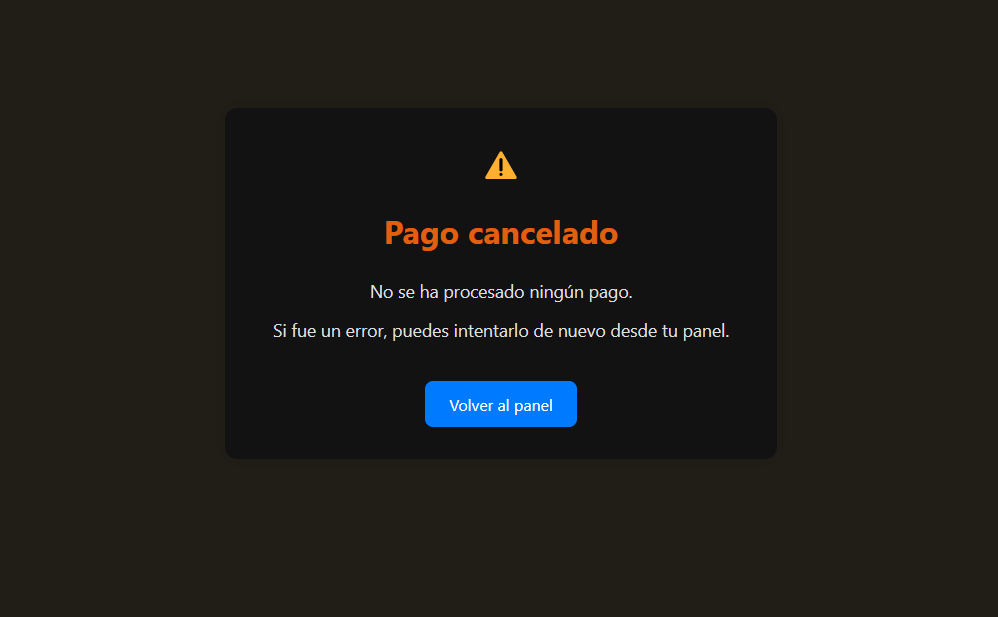 Pago cancelado
No se ha procesado ningún pago.
Si fue un error, puedes intentarlo de nuevo desde tu panel.
Volver al panel